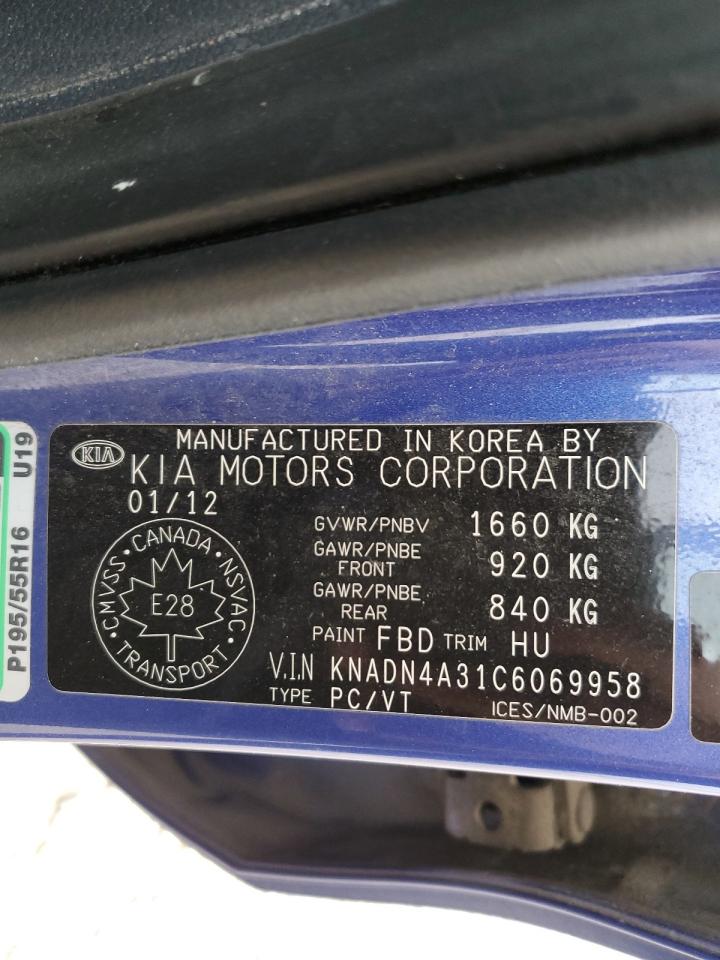 MANUFACTURED IN KOREA BY
KIA
KIA MOTORS CORPORATION
01/12
GVWR/PNBV 1660 KG
GAWR/PNBE FRONT 920 KG
GAWR/PNBE REAR 840 KG
PAINT FBD TRIM HU
V.I.N KNADN4A31C6069958
TYPE PC/VT
ICES/NMB-002
CANADA • NSVAC • TRANSPORT • CMVSS •
E28
P195/55R16 U19